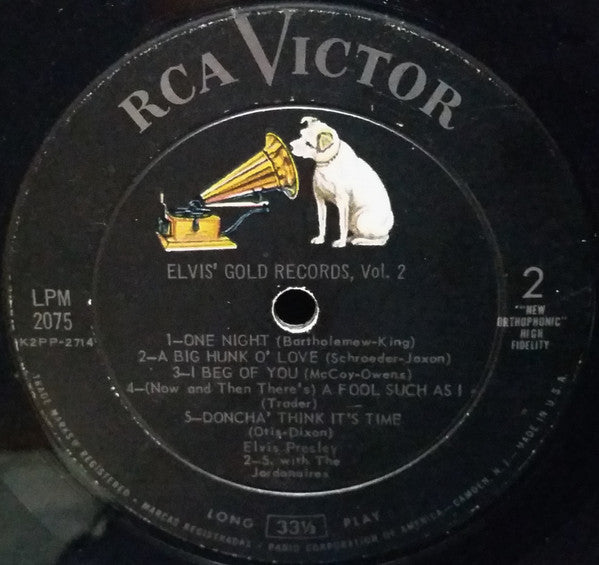 RCA VICTOR
ELVIS' GOLD RECORDS, Vol. 2
LPM
2075
K2PP-2714
2
"NEW
ORTHOPHONIC"
HIGH
FIDELITY
1—ONE NIGHT (Bartholomew-King)
2—A BIG HUNK O' LOVE (Schroeder-Jaxon)
3—I BEG OF YOU (McCoy-Owens)
4—(Now and Then There's) A FOOL SUCH AS I
(Trader)
5—DONCHA' THINK IT'S TIME
(Otis-Dixon)
Elvis Presley
2—5. with The
Jordanaires
LONG 33⅓ PLAY
TRADE MARKS ® REGISTERED • MARCAS REGISTRADAS • RADIO CORPORATION OF AMERICA—CAMDEN, N. J.—MADE IN U.S.A.